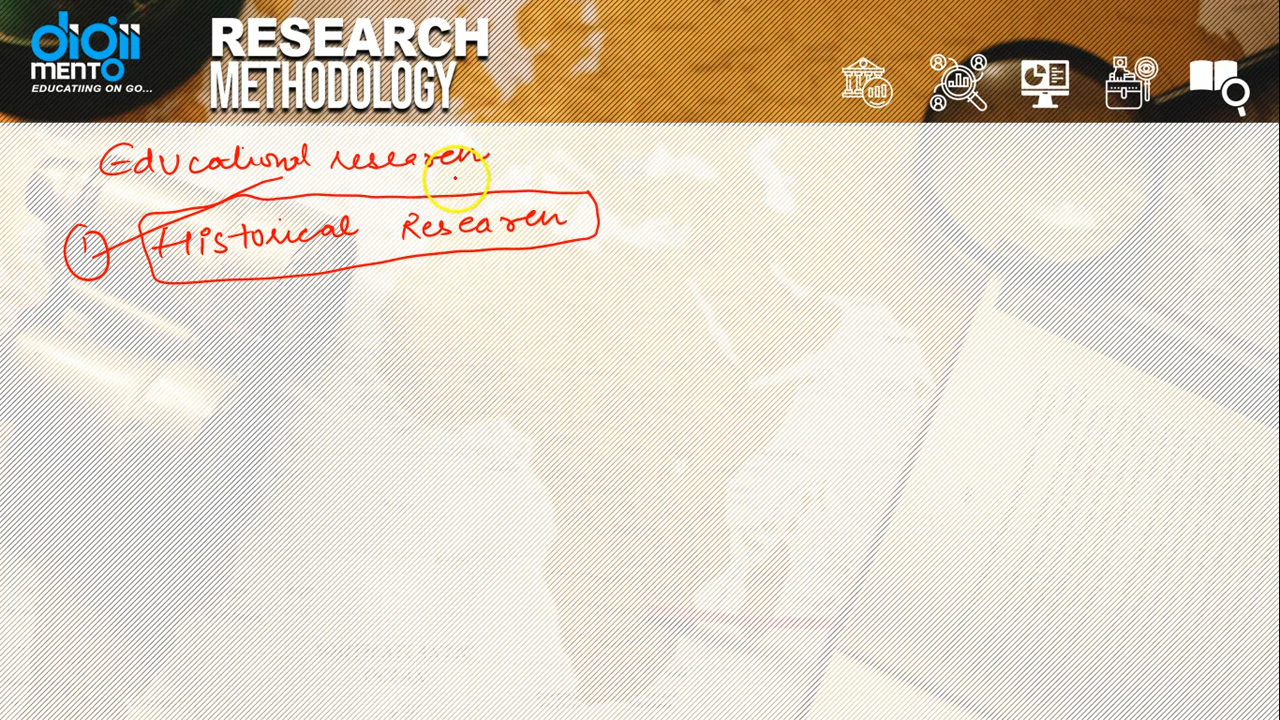 digii
MENTO
EDUCATIING ON GO...
RESEARCH
METHODOLOGY
Educational research
① Historical Research